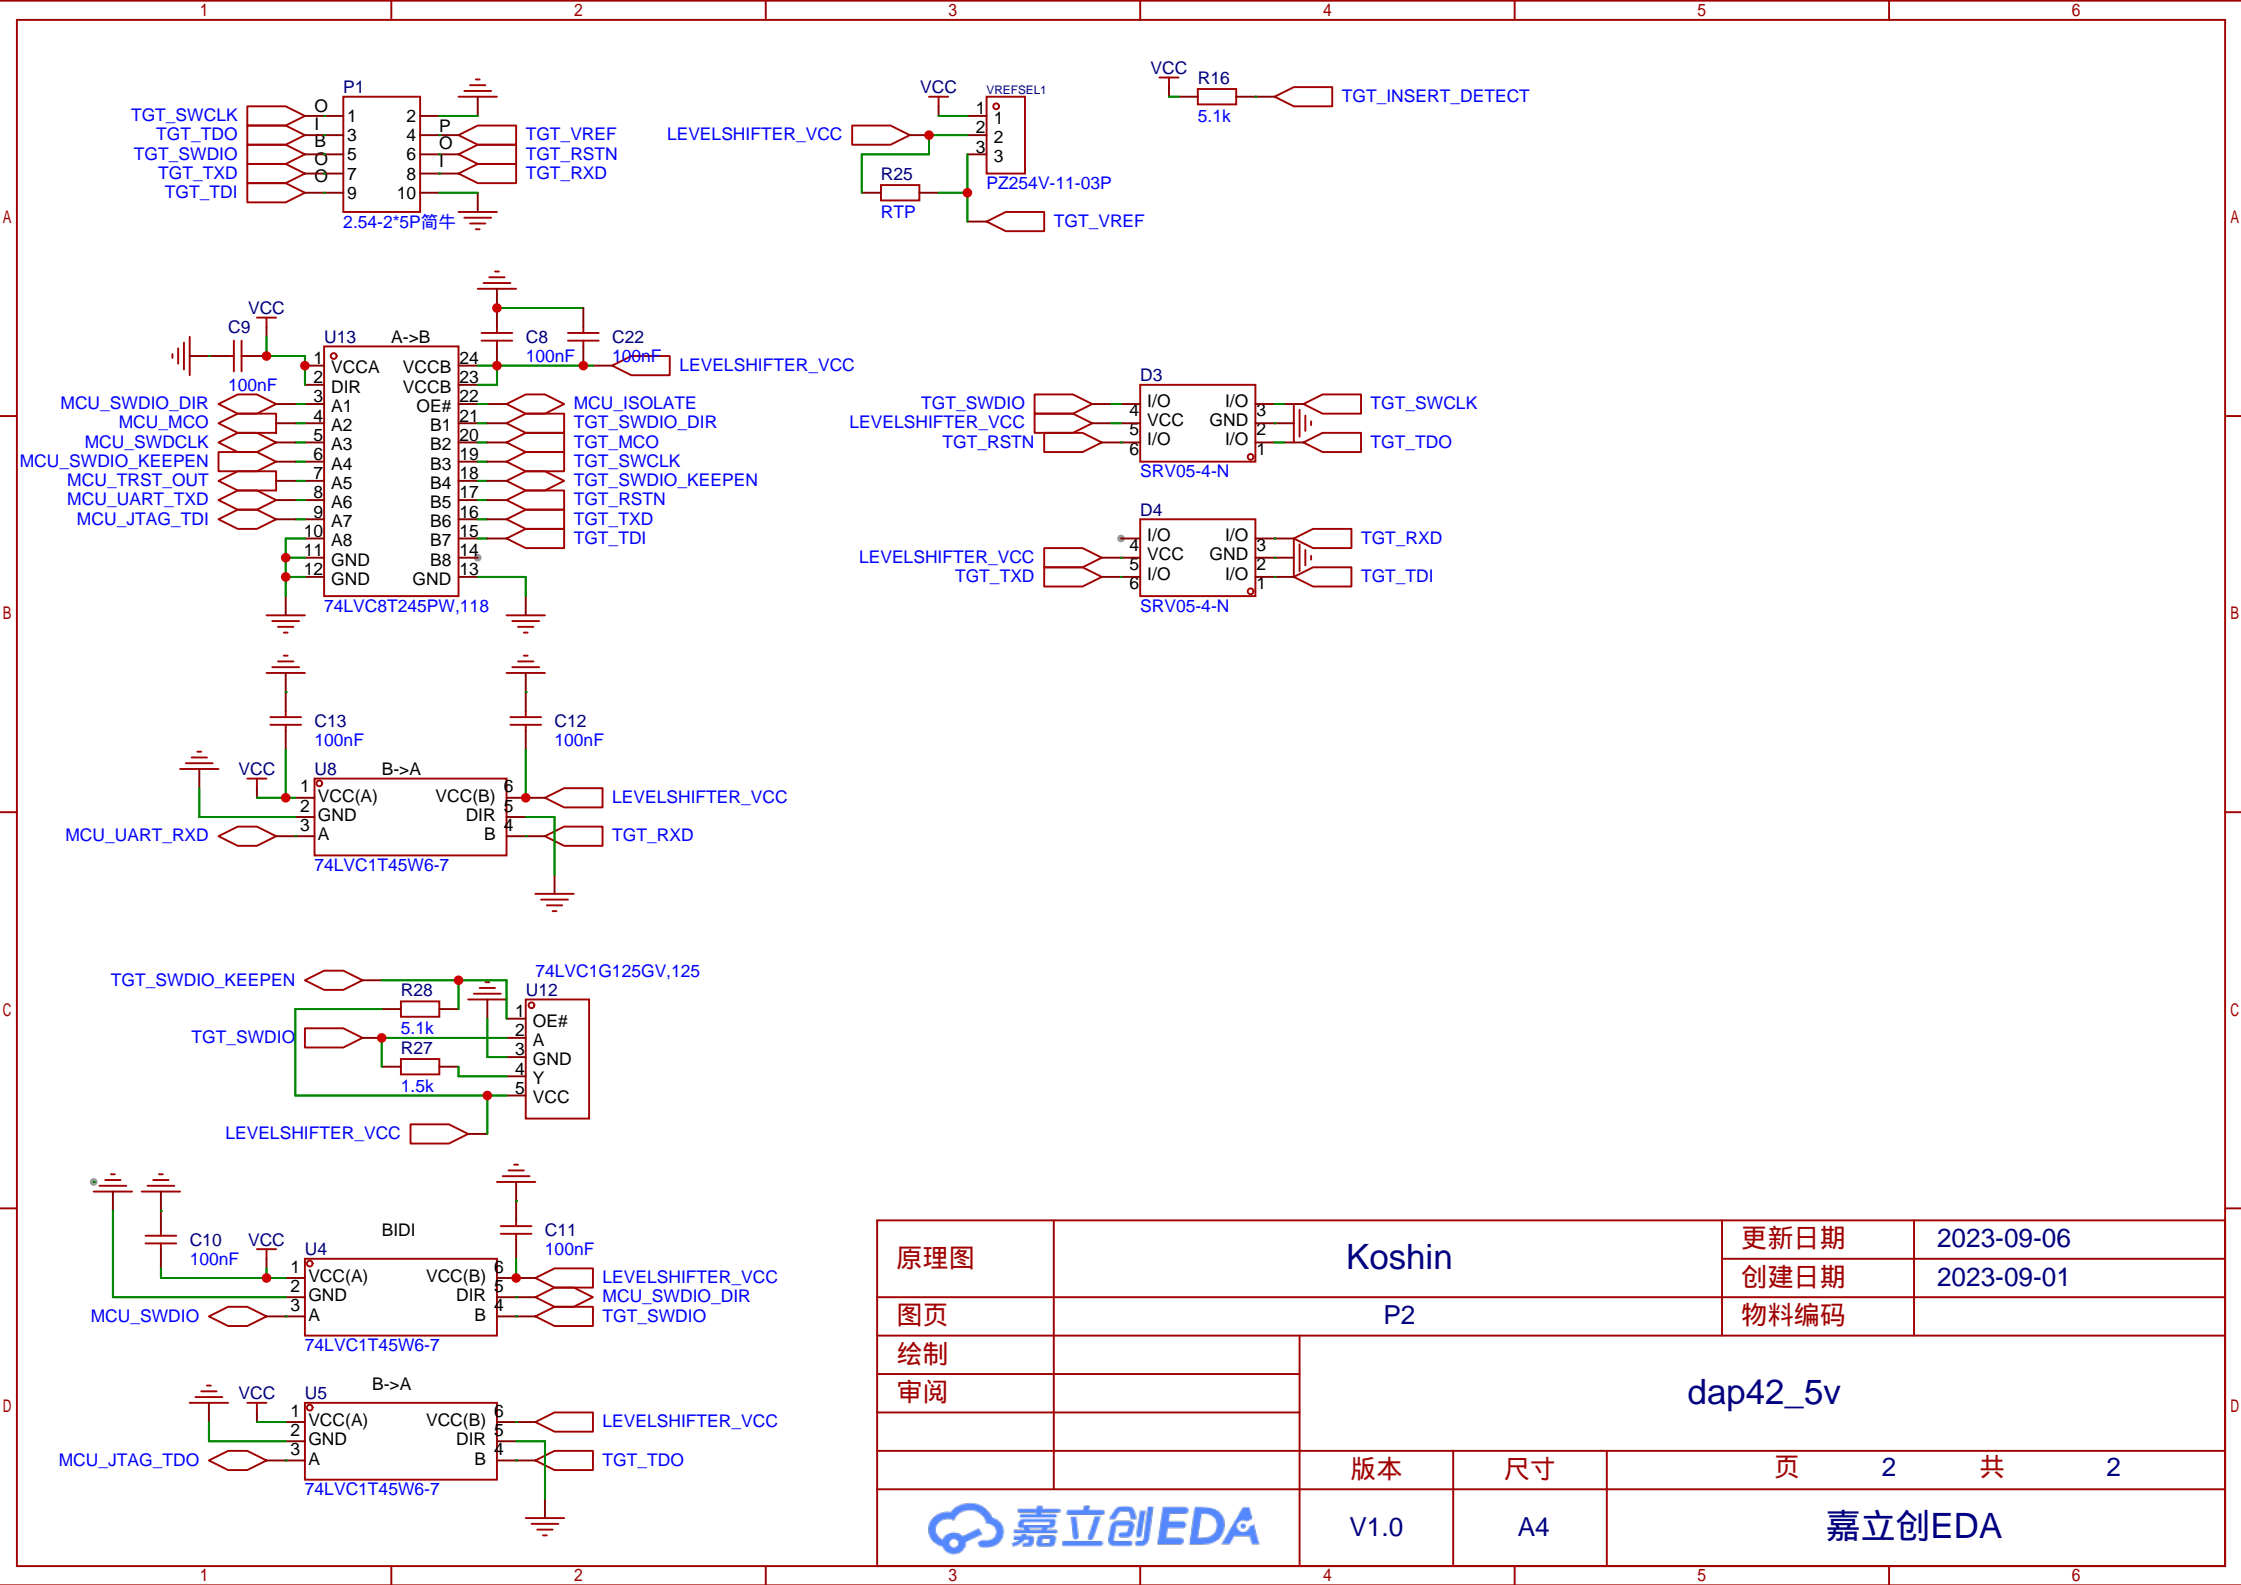 1 2 3 4 5 6
A
B
C
D
A
B
C
D
P1
TGT_SWCLK O 1 2
TGT_TDO I 3 4 P TGT_VREF
TGT_SWDIO B 5 6 O TGT_RSTN
TGT_TXD O 7 8 I TGT_RXD
TGT_TDI O 9 10
2.54-2*5P简牛
VCC VREFSEL1
1 1
LEVELSHIFTER_VCC 2 2
3 3
R25 PZ254V-11-03P
RTP
TGT_VREF
VCC R16 TGT_INSERT_DETECT
5.1k
VCC
C9
100nF
U13 A->B
C8
100nF
C22
100nF
LEVELSHIFTER_VCC
1 VCCA VCCB 24
2 DIR VCCB 23
MCU_SWDIO_DIR 3 A1 OE# 22 MCU_ISOLATE
MCU_MCO 4 A2 B1 21 TGT_SWDIO_DIR
MCU_SWDCLK 5 A3 B2 20 TGT_MCO
MCU_SWDIO_KEEPEN 6 A4 B3 19 TGT_SWCLK
MCU_TRST_OUT 7 A5 B4 18 TGT_SWDIO_KEEPEN
MCU_UART_TXD 8 A6 B5 17 TGT_RSTN
MCU_JTAG_TDI 9 A7 B6 16 TGT_TXD
10 A8 B7 15 TGT_TDI
11 GND B8 14
12 GND GND 13
74LVC8T245PW,118
D3
TGT_SWDIO 4 I/O I/O 3 TGT_SWCLK
LEVELSHIFTER_VCC 5 VCC GND 2
TGT_RSTN 6 I/O I/O 1 TGT_TDO
SRV05-4-N
D4
4 I/O I/O 3 TGT_RXD
LEVELSHIFTER_VCC 5 VCC GND 2
TGT_TXD 6 I/O I/O 1 TGT_TDI
SRV05-4-N
C13
100nF
C12
100nF
VCC U8 B->A
1 VCC(A) VCC(B) 6 LEVELSHIFTER_VCC
2 GND DIR 5
MCU_UART_RXD 3 A B 4 TGT_RXD
74LVC1T45W6-7
74LVC1G125GV,125
TGT_SWDIO_KEEPEN
R28
5.1k
U12
1 OE#
TGT_SWDIO 2 A
R27
1.5k
3 GND
4 Y
5 VCC
LEVELSHIFTER_VCC
C10
100nF
VCC U4 BIDI
C11
100nF
1 VCC(A) VCC(B) 6 LEVELSHIFTER_VCC
2 GND DIR 5 MCU_SWDIO_DIR
MCU_SWDIO 3 A B 4 TGT_SWDIO
74LVC1T45W6-7
VCC U5 B->A
1 VCC(A) VCC(B) 6 LEVELSHIFTER_VCC
2 GND DIR 5
MCU_JTAG_TDO 3 A B 4 TGT_TDO
74LVC1T45W6-7
原理图 Koshin 更新日期 2023-09-06
创建日期 2023-09-01
图页 P2 物料编码
绘制
审阅
dap42_5v
版本 尺寸 页 2 共 2
嘉立创EDA V1.0 A4 嘉立创EDA
1 2 3 4 5 6